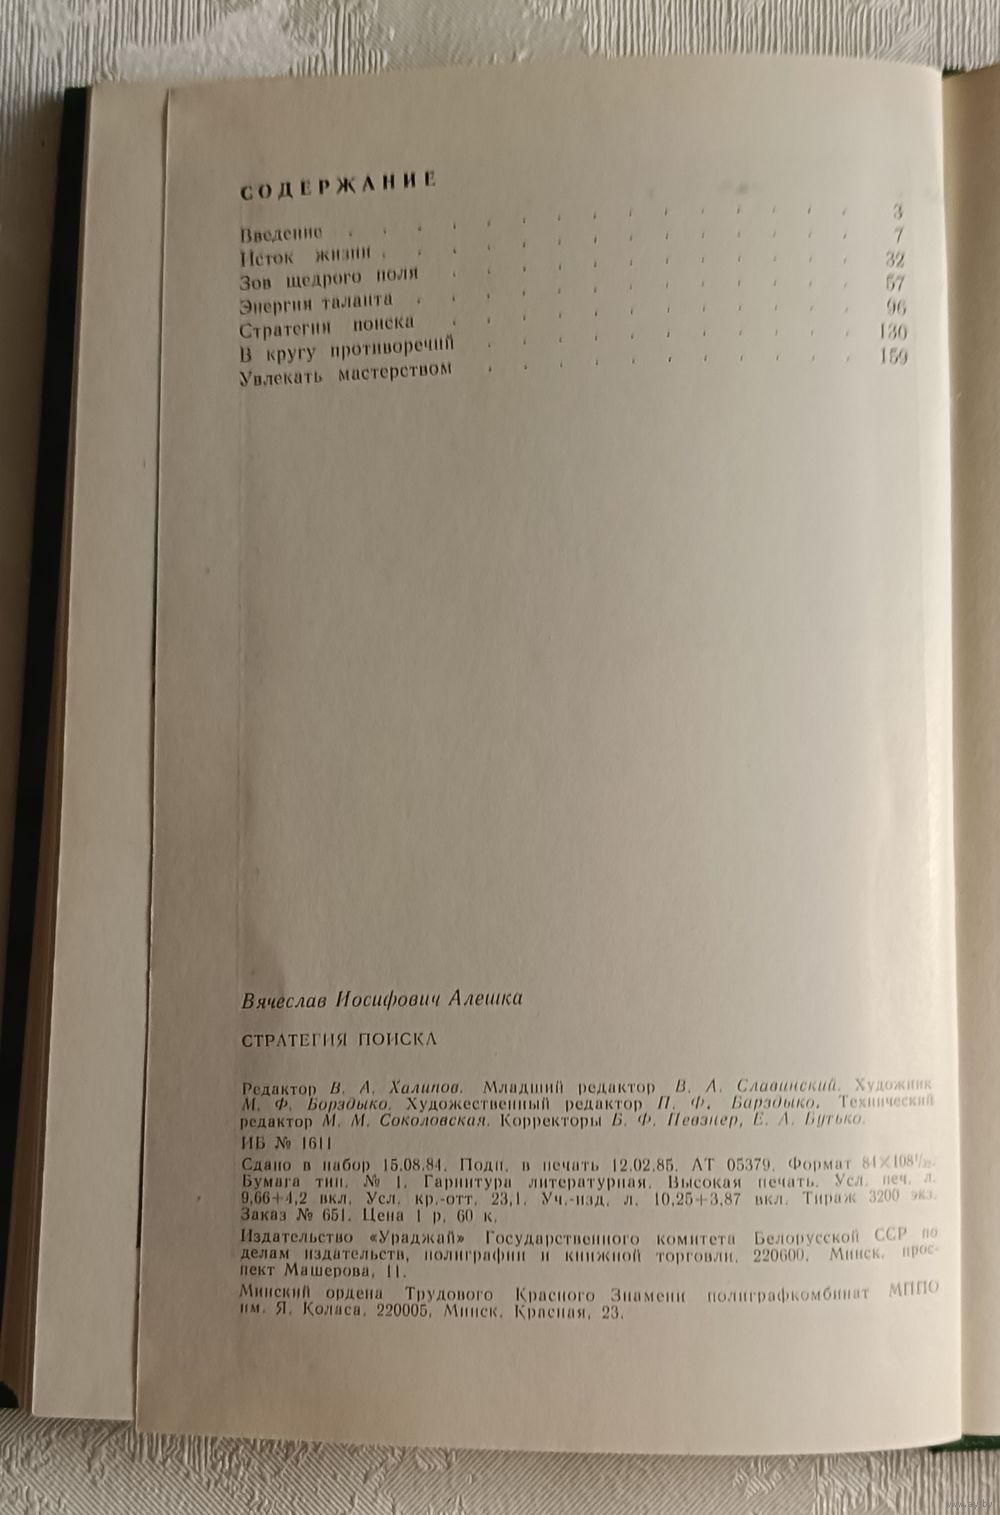 СОДЕРЖАНИЕ
Введение . . . . . . . . . . . . . . . 3
Исток жизни . . . . . . . . . . . . . . 7
Зов щедрого поля . . . . . . . . . . . . 32
Энергия таланта . . . . . . . . . . . . . 57
Стратегия поиска . . . . . . . . . . . . 96
В кругу противоречий . . . . . . . . . . . 130
Увлекать мастерством . . . . . . . . . . . 159
Вячеслав Иосифович Алешка
СТРАТЕГИЯ ПОИСКА
Редактор В. А. Халипов. Младший редактор В. А. Славинский. Художник
М. Ф. Борздыко. Художественный редактор П. Ф. Барздыко. Технический
редактор М. М. Соколовская. Корректоры Б. Ф. Певзнер, Е. А. Бутько.
ИБ № 1611
Сдано в набор 15.08.84. Подп. в печать 12.02.85. АТ 05379. Формат 84×108¹/₃₂.
Бумага тип. № 1. Гарнитура литературная. Высокая печать. Усл. печ. л.
9,66+4,2 вкл. Усл. кр.-отт. 23,1. Уч.-изд. л. 10,25+3,87 вкл. Тираж 3200 экз.
Заказ № 651. Цена 1 р. 60 к.
Издательство «Ураджай» Государственного комитета Белорусской ССР по
делам издательств, полиграфии и книжной торговли. 220600, Минск, прос-
пект Машерова, 11.
Минский ордена Трудового Красного Знамени полиграфкомбинат МППО
им. Я. Коласа. 220005, Минск, Красная, 23.
www.ay.by